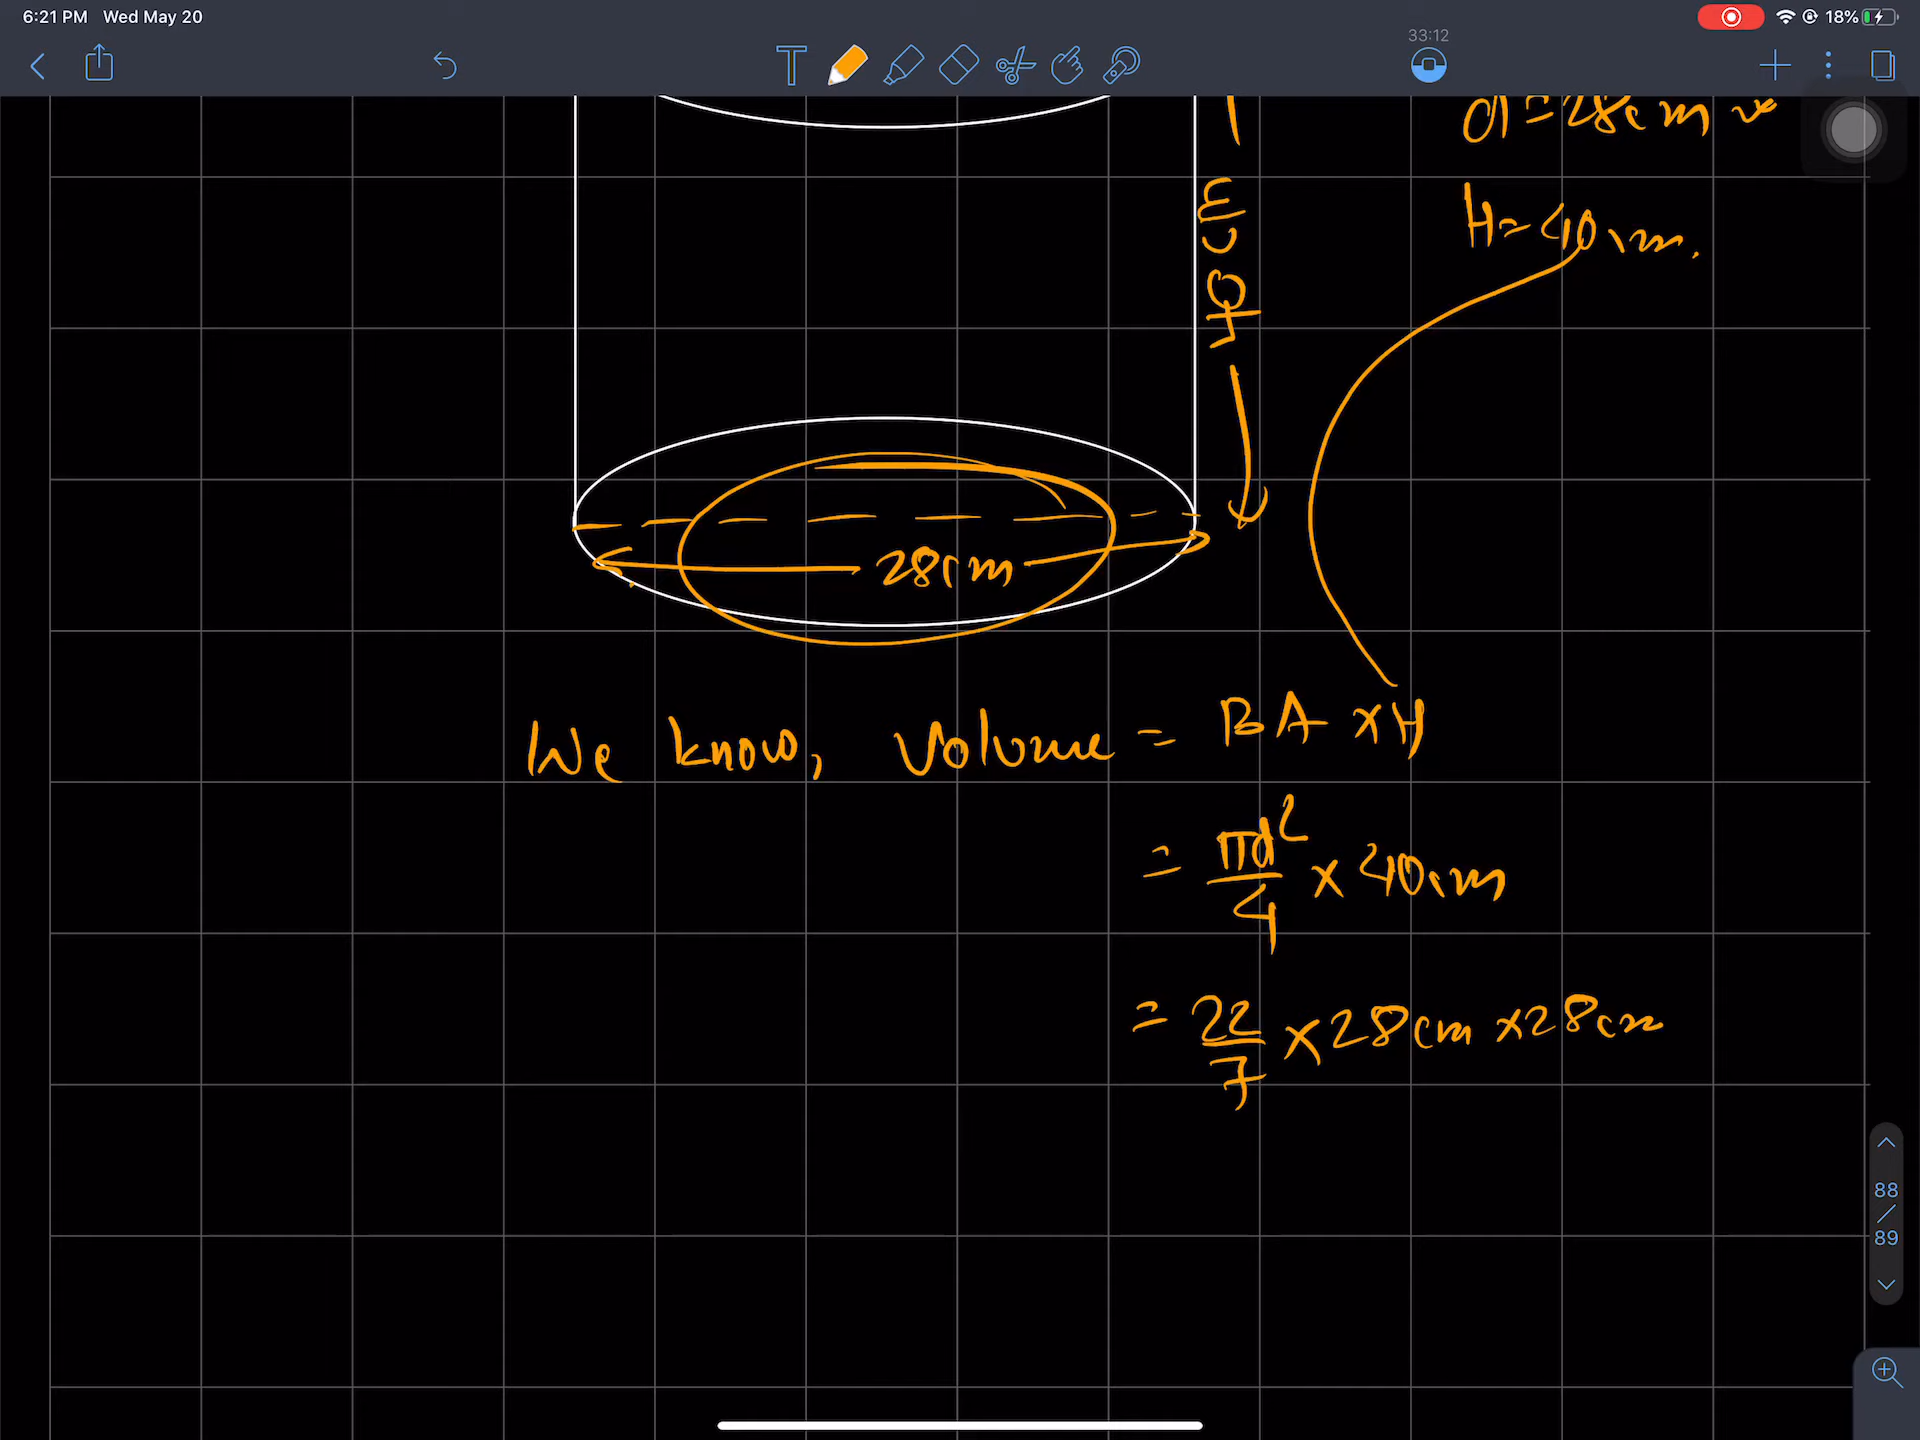 6:21 PM Wed May 20
18%
33:12
T
d=28cm
H=40cm.
40cm
28cm
We know, Volume = BA x H
= πd²/4 x 40cm
= 22/7 x 28cm x 28cm
88
/
89